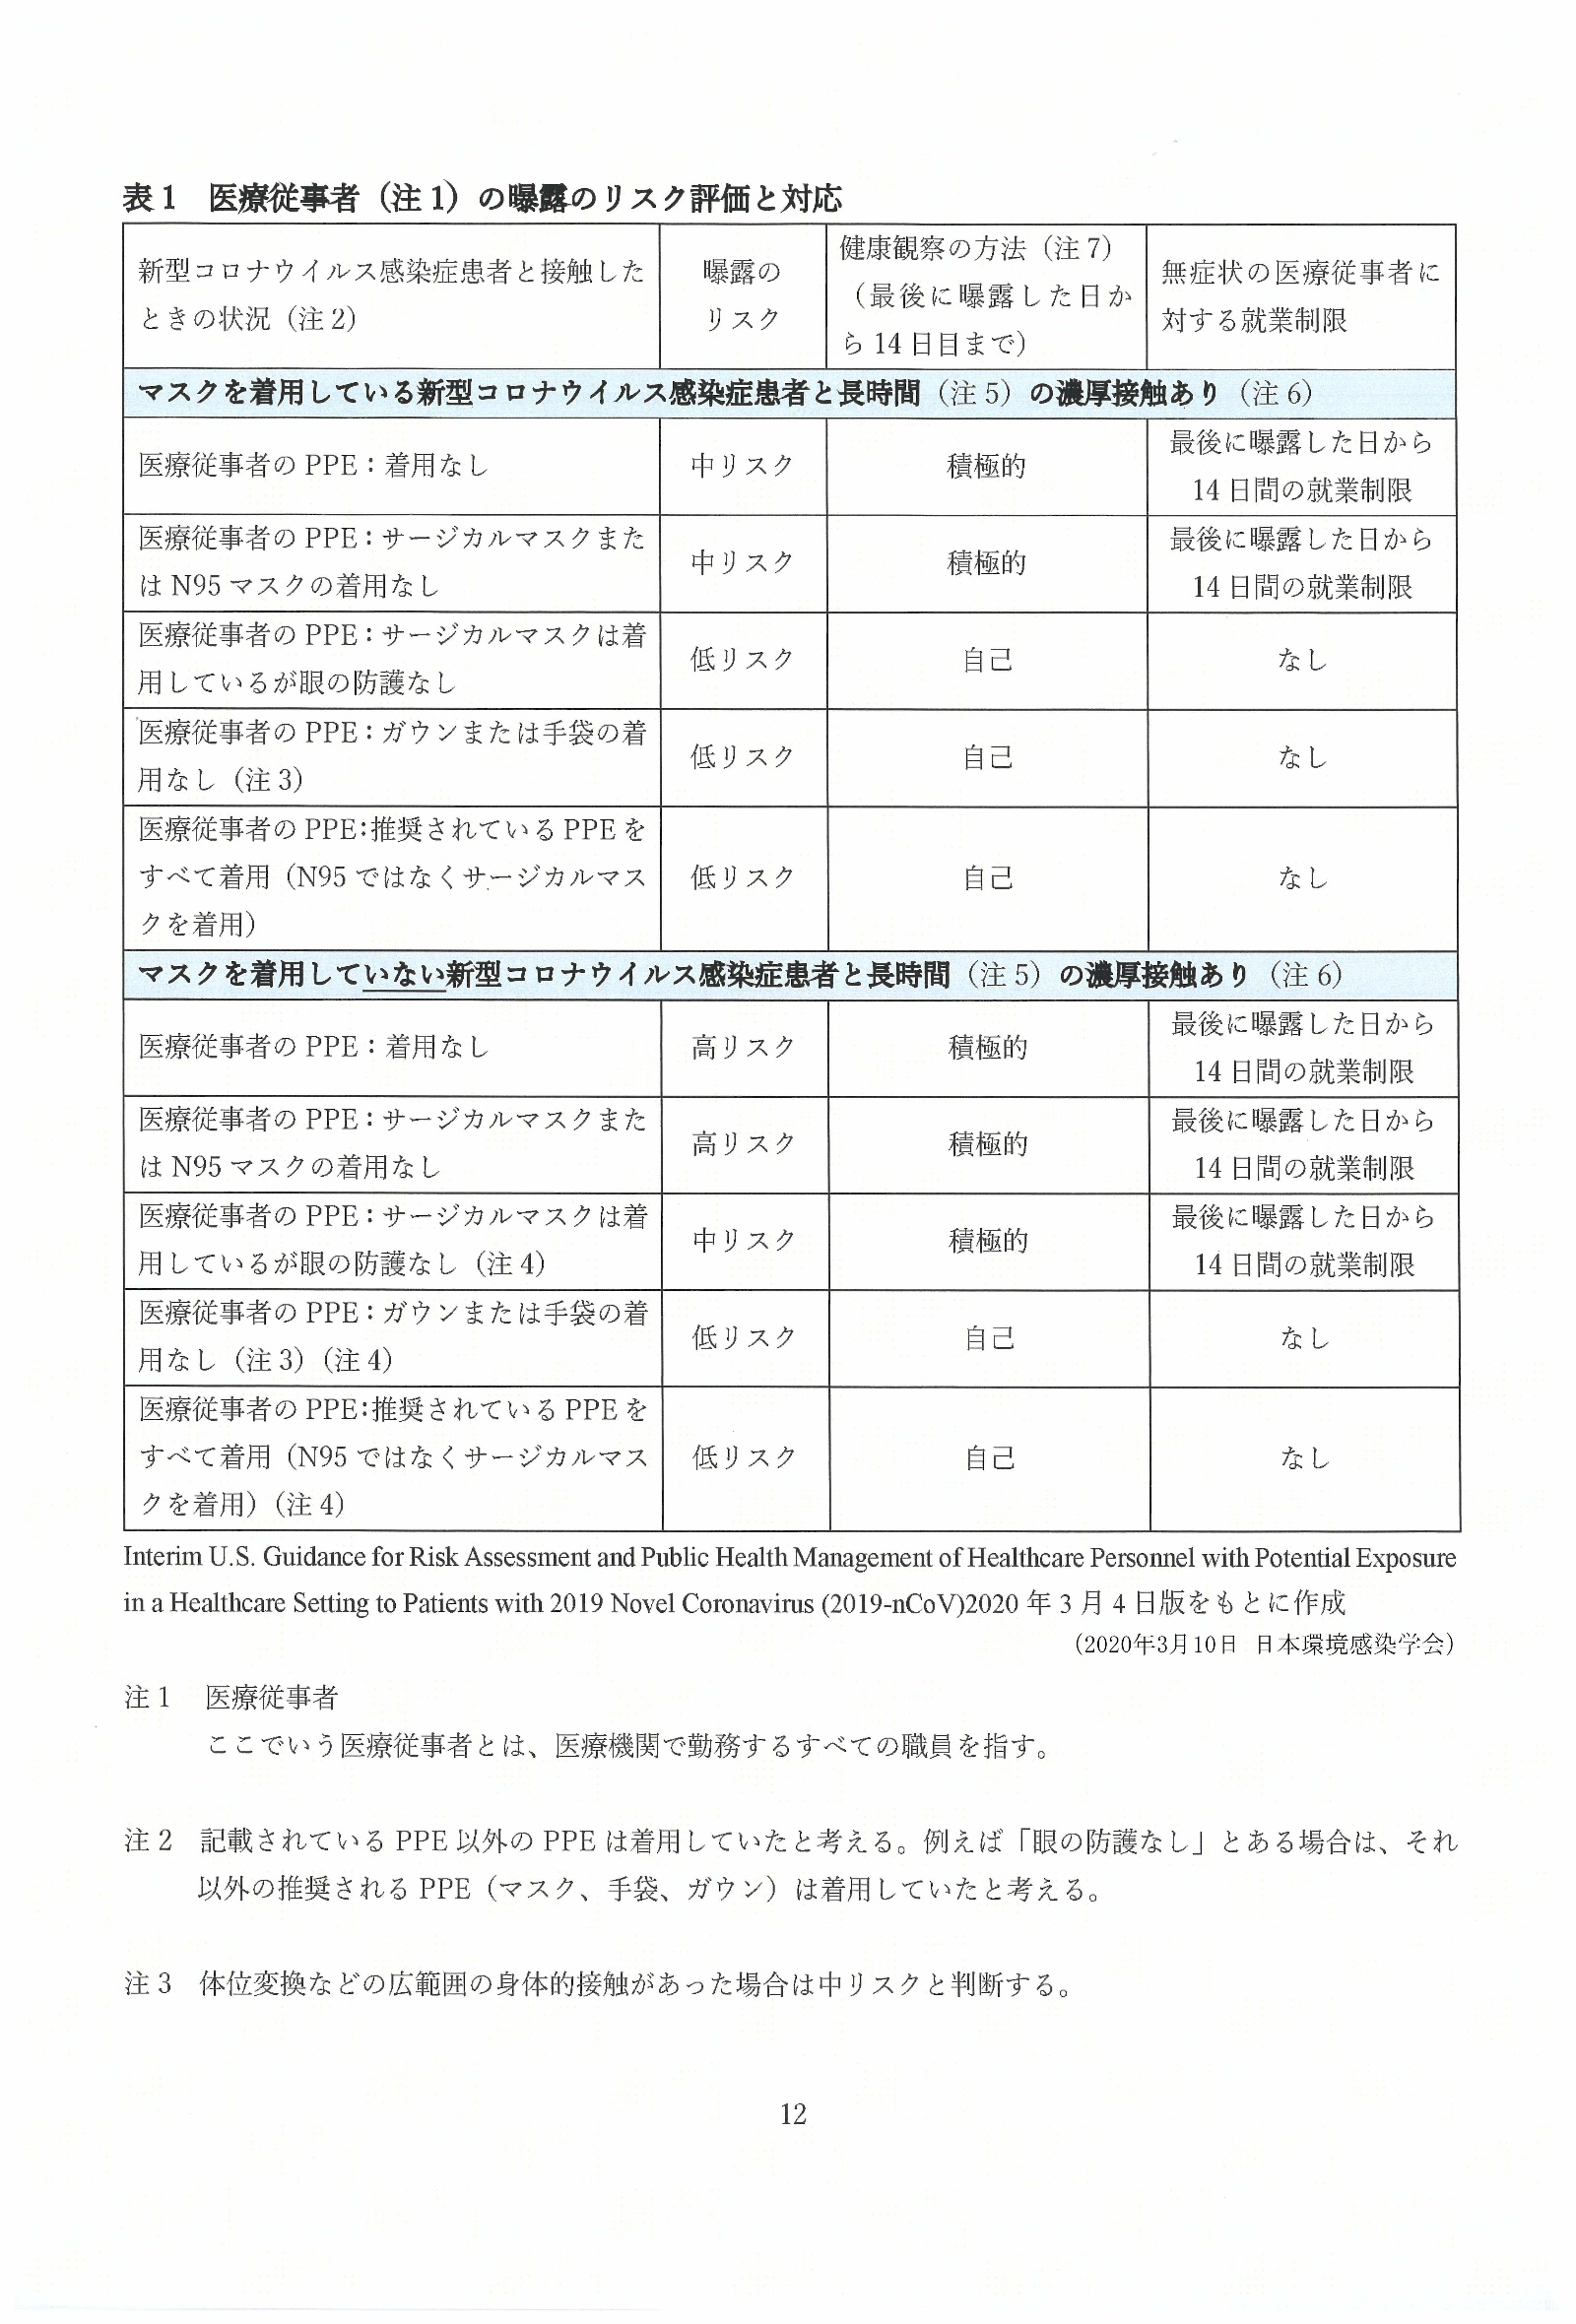 表1 医療従事者（注1）の曝露のリスク評価と対応
新型コロナウイルス感染症患者と接触した
ときの状況（注2）
曝露の
リスク
健康観察の方法（注7）
（最後に曝露した日か
ら14日目まで）
無症状の医療従事者に
対する就業制限
マスクを着用している新型コロナウイルス感染症患者と長時間（注5）の濃厚接触あり（注6）
医療従事者のPPE：着用なし
中リスク
積極的
最後に曝露した日から
14日間の就業制限
医療従事者のPPE：サージカルマスクまた
はN95マスクの着用なし
中リスク
積極的
最後に曝露した日から
14日間の就業制限
医療従事者のPPE：サージカルマスクは着
用しているが眼の防護なし
低リスク
自己
なし
医療従事者のPPE：ガウンまたは手袋の着
用なし（注3）
低リスク
自己
なし
医療従事者のPPE：推奨されているPPEを
すべて着用（N95ではなくサージカルマス
クを着用）
低リスク
自己
なし
マスクを着用していない新型コロナウイルス感染症患者と長時間（注5）の濃厚接触あり（注6）
医療従事者のPPE：着用なし
高リスク
積極的
最後に曝露した日から
14日間の就業制限
医療従事者のPPE：サージカルマスクまた
はN95マスクの着用なし
高リスク
積極的
最後に曝露した日から
14日間の就業制限
医療従事者のPPE：サージカルマスクは着
用しているが眼の防護なし（注4）
中リスク
積極的
最後に曝露した日から
14日間の就業制限
医療従事者のPPE：ガウンまたは手袋の着
用なし（注3）（注4）
低リスク
自己
なし
医療従事者のPPE：推奨されているPPEを
すべて着用（N95ではなくサージカルマス
クを着用）（注4）
低リスク
自己
なし
Interim U.S. Guidance for Risk Assessment and Public Health Management of Healthcare Personnel with Potential Exposure
in a Healthcare Setting to Patients with 2019 Novel Coronavirus (2019-nCoV)2020年3月4日版をもとに作成
（2020年3月10日 日本環境感染学会）
注1 医療従事者
ここでいう医療従事者とは、医療機関で勤務するすべての職員を指す。
注2 記載されているPPE以外のPPEは着用していたと考える。例えば「眼の防護なし」とある場合は、それ
以外の推奨されるPPE（マスク、手袋、ガウン）は着用していたと考える。
注3 体位変換などの広範囲の身体的接触があった場合は中リスクと判断する。
12